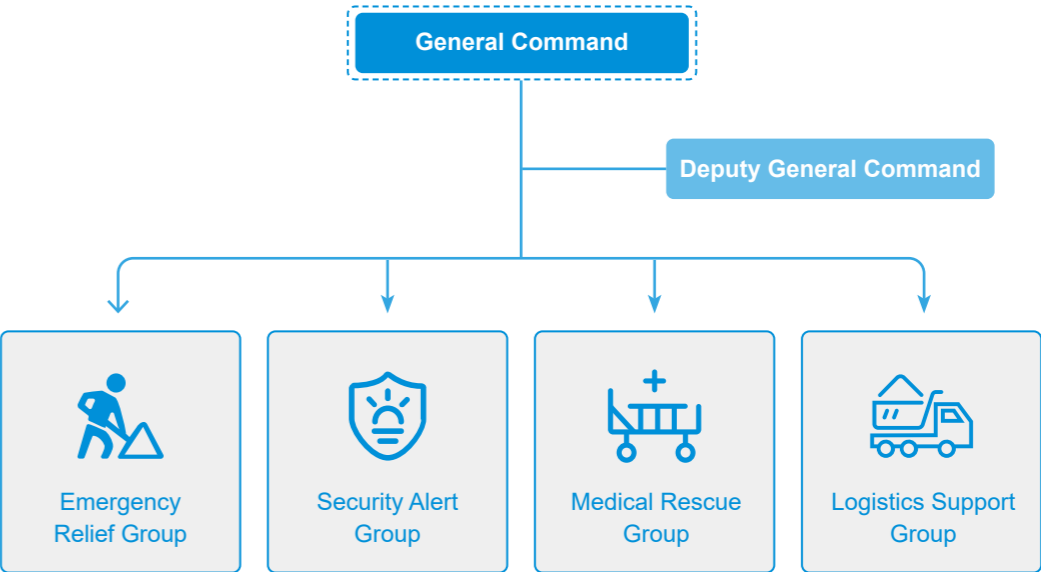 General Command
Deputy General Command
Emergency
Relief Group
Security Alert
Group
Medical Rescue
Group
Logistics Support
Group